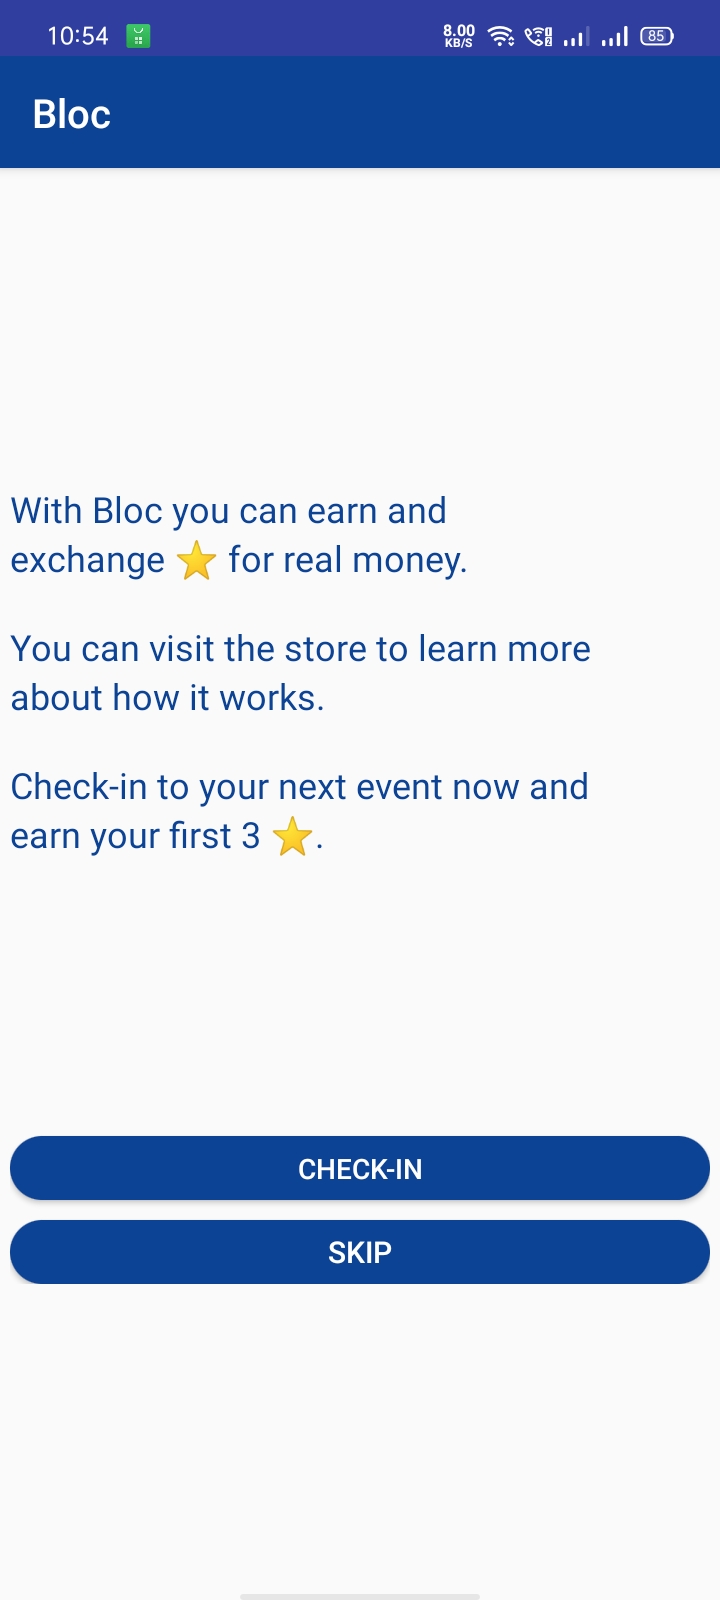 10:54
8.00
KB/S
1
2
85
Bloc
With Bloc you can earn and
exchange ⭐ for real money.
You can visit the store to learn more
about how it works.
Check-in to your next event now and
earn your first 3 ⭐.
CHECK-IN
SKIP